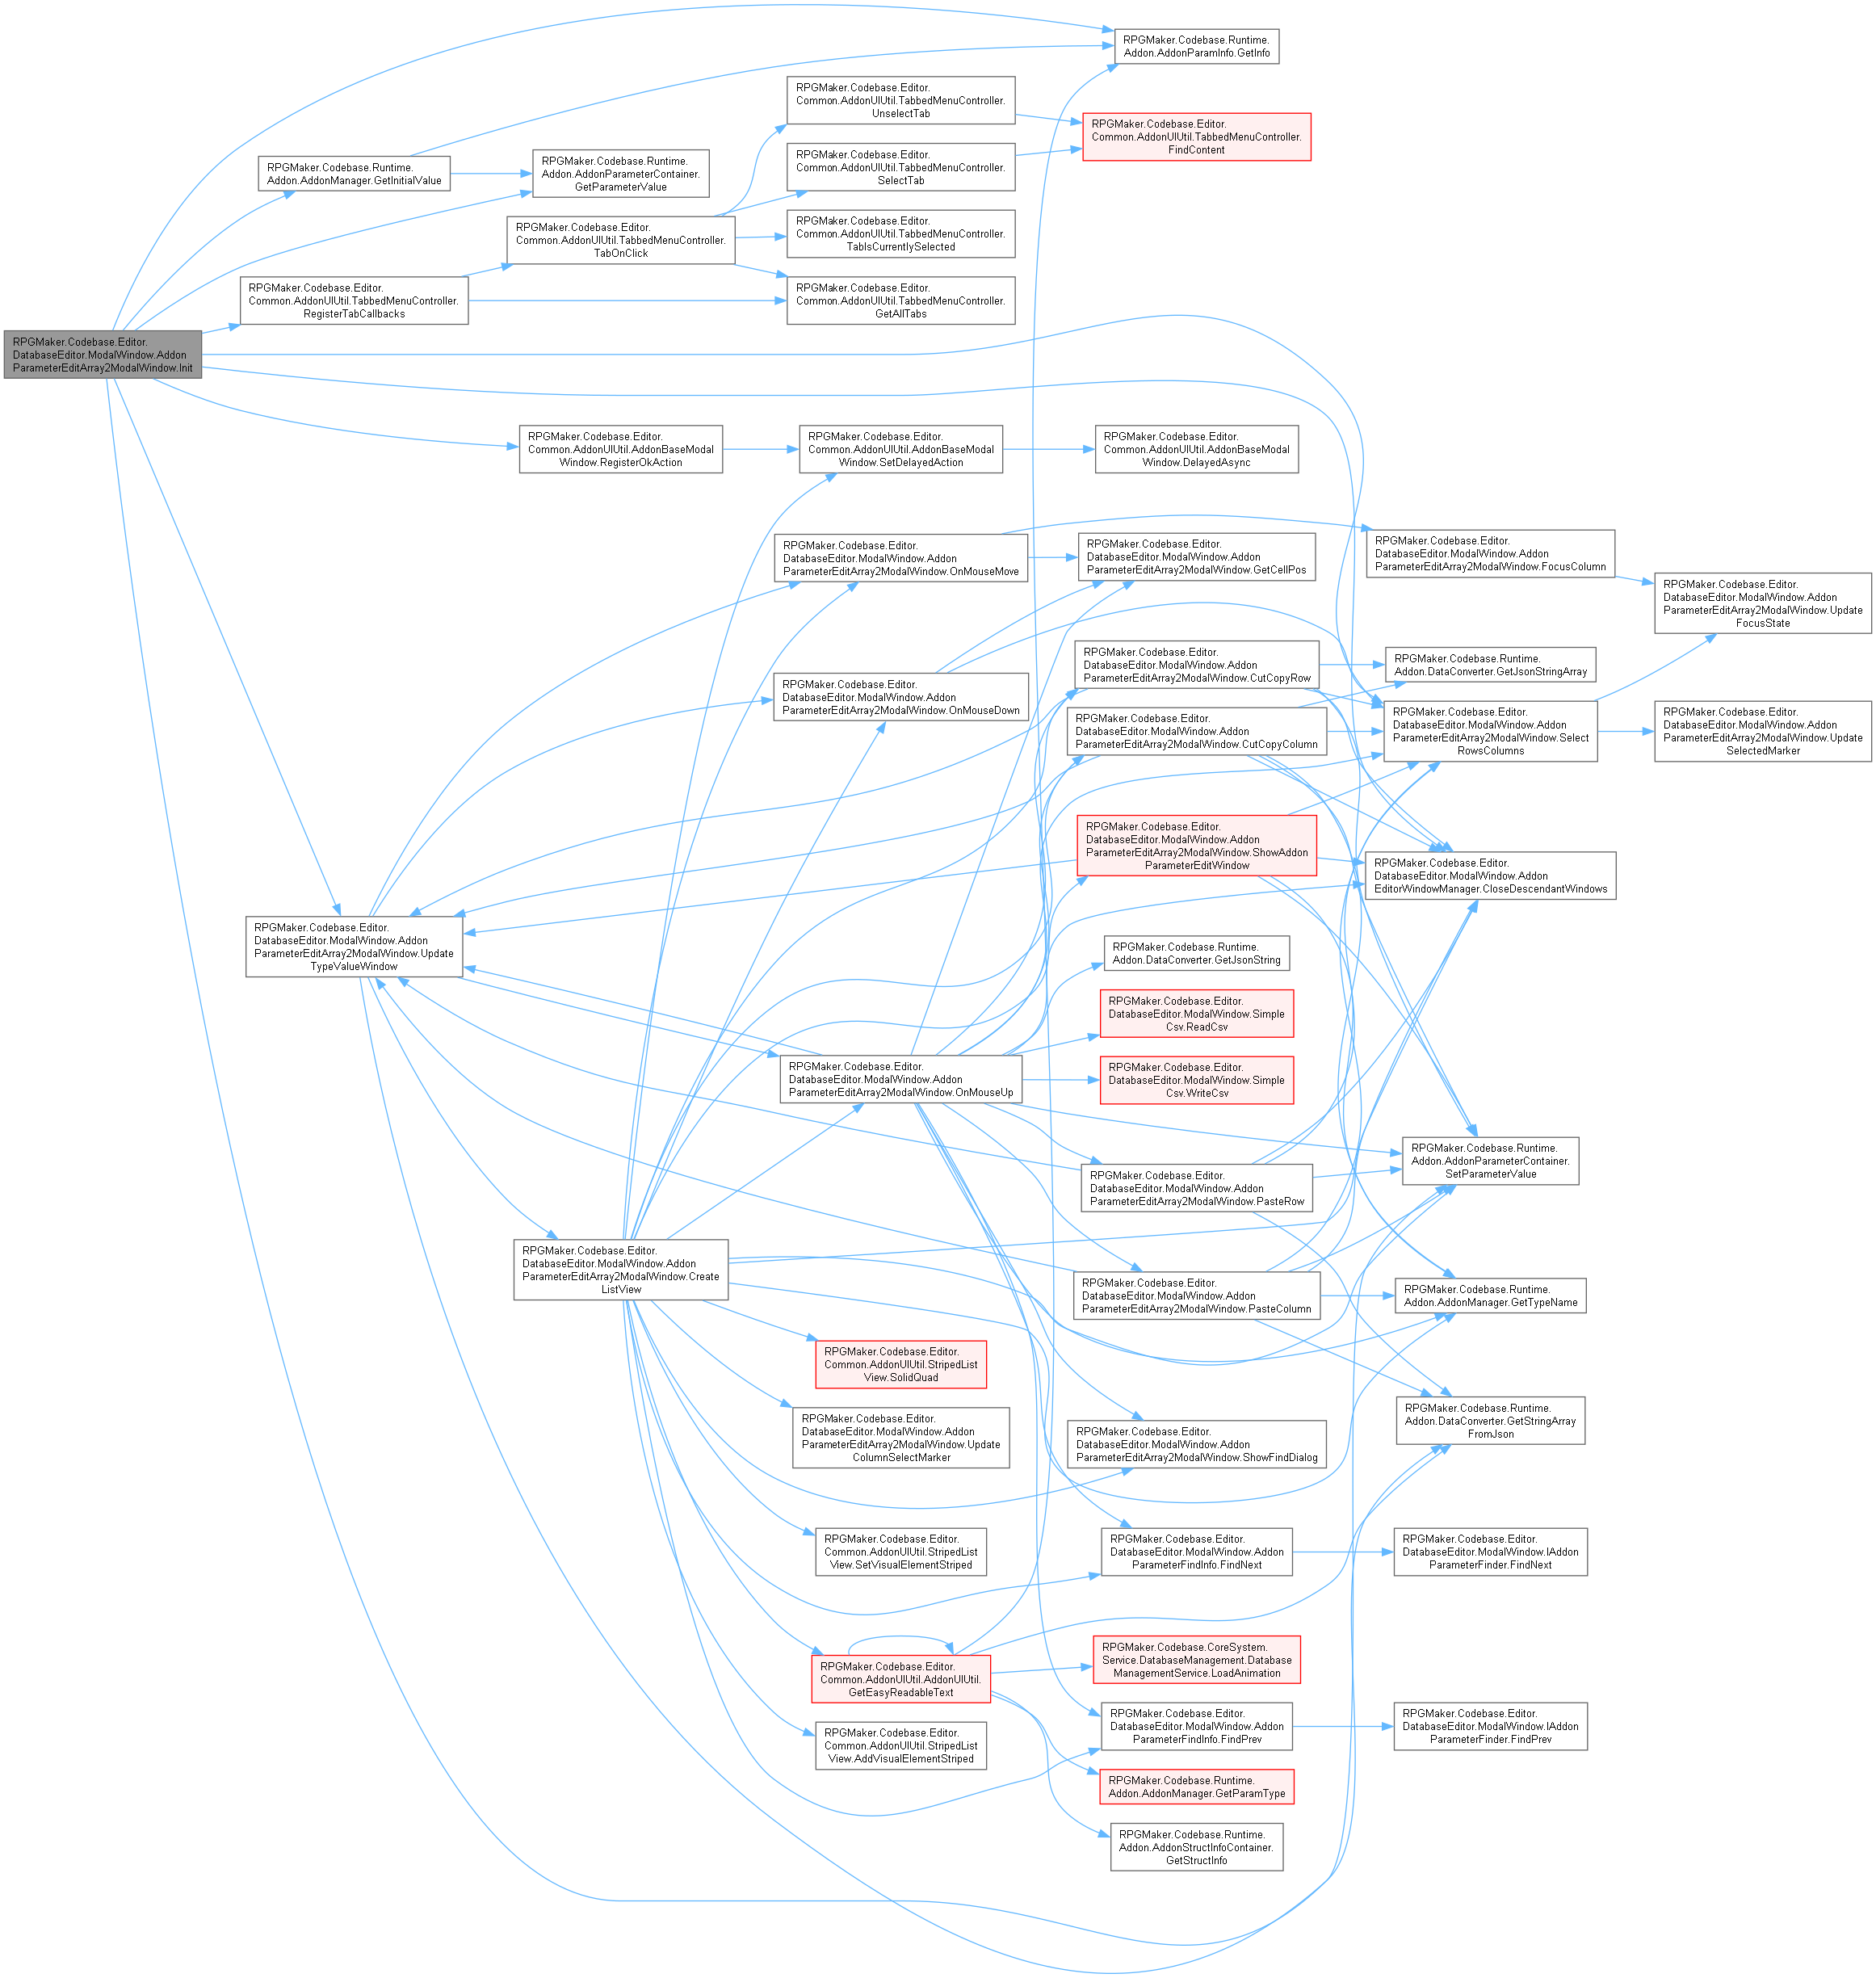 RPGMaker.Codebase.Editor.
DatabaseEditor.ModalWindow.Addon
ParameterEditArray2ModalWindow.Init
RPGMaker.Codebase.Runtime.
Addon.AddonParamInfo.GetInfo
RPGMaker.Codebase.Runtime.
Addon.AddonManager.GetInitialValue
RPGMaker.Codebase.Runtime.
Addon.AddonParameterContainer.
GetParameterValue
RPGMaker.Codebase.Editor.
Common.AddonUIUtil.TabbedMenuController.
RegisterTabCallbacks
RPGMaker.Codebase.Editor.
Common.AddonUIUtil.TabbedMenuController.
TabOnClick
RPGMaker.Codebase.Editor.
Common.AddonUIUtil.TabbedMenuController.
UnselectTab
RPGMaker.Codebase.Editor.
Common.AddonUIUtil.TabbedMenuController.
SelectTab
RPGMaker.Codebase.Editor.
Common.AddonUIUtil.TabbedMenuController.
TabIsCurrentlySelected
RPGMaker.Codebase.Editor.
Common.AddonUIUtil.TabbedMenuController.
GetAllTabs
RPGMaker.Codebase.Editor.
Common.AddonUIUtil.TabbedMenuController.
FindContent
RPGMaker.Codebase.Editor.
Common.AddonUIUtil.AddonBaseModal
Window.RegisterOkAction
RPGMaker.Codebase.Editor.
Common.AddonUIUtil.AddonBaseModal
Window.SetDelayedAction
RPGMaker.Codebase.Editor.
Common.AddonUIUtil.AddonBaseModal
Window.DelayedAsync
RPGMaker.Codebase.Editor.
DatabaseEditor.ModalWindow.Addon
ParameterEditArray2ModalWindow.OnMouseMove
RPGMaker.Codebase.Editor.
DatabaseEditor.ModalWindow.Addon
ParameterEditArray2ModalWindow.GetCellPos
RPGMaker.Codebase.Editor.
DatabaseEditor.ModalWindow.Addon
ParameterEditArray2ModalWindow.FocusColumn
RPGMaker.Codebase.Editor.
DatabaseEditor.ModalWindow.Addon
ParameterEditArray2ModalWindow.Update
FocusState
RPGMaker.Codebase.Editor.
DatabaseEditor.ModalWindow.Addon
ParameterEditArray2ModalWindow.OnMouseDown
RPGMaker.Codebase.Editor.
DatabaseEditor.ModalWindow.Addon
ParameterEditArray2ModalWindow.CutCopyRow
RPGMaker.Codebase.Runtime.
Addon.DataConverter.GetJsonStringArray
RPGMaker.Codebase.Editor.
DatabaseEditor.ModalWindow.Addon
ParameterEditArray2ModalWindow.CutCopyColumn
RPGMaker.Codebase.Editor.
DatabaseEditor.ModalWindow.Addon
ParameterEditArray2ModalWindow.Select
RowsColumns
RPGMaker.Codebase.Editor.
DatabaseEditor.ModalWindow.Addon
ParameterEditArray2ModalWindow.Update
SelectedMarker
RPGMaker.Codebase.Editor.
DatabaseEditor.ModalWindow.Addon
ParameterEditArray2ModalWindow.ShowAddon
ParameterEditWindow
RPGMaker.Codebase.Editor.
DatabaseEditor.ModalWindow.Addon
EditorWindowManager.CloseDescendantWindows
RPGMaker.Codebase.Editor.
DatabaseEditor.ModalWindow.Addon
ParameterEditArray2ModalWindow.Update
TypeValueWindow
RPGMaker.Codebase.Runtime.
Addon.DataConverter.GetJsonString
RPGMaker.Codebase.Editor.
DatabaseEditor.ModalWindow.Simple
Csv.ReadCsv
RPGMaker.Codebase.Editor.
DatabaseEditor.ModalWindow.Addon
ParameterEditArray2ModalWindow.OnMouseUp
RPGMaker.Codebase.Editor.
DatabaseEditor.ModalWindow.Simple
Csv.WriteCsv
RPGMaker.Codebase.Editor.
DatabaseEditor.ModalWindow.Addon
ParameterEditArray2ModalWindow.PasteRow
RPGMaker.Codebase.Runtime.
Addon.AddonParameterContainer.
SetParameterValue
RPGMaker.Codebase.Editor.
DatabaseEditor.ModalWindow.Addon
ParameterEditArray2ModalWindow.Create
ListView
RPGMaker.Codebase.Editor.
DatabaseEditor.ModalWindow.Addon
ParameterEditArray2ModalWindow.PasteColumn
RPGMaker.Codebase.Runtime.
Addon.AddonManager.GetTypeName
RPGMaker.Codebase.Editor.
Common.AddonUIUtil.StripedList
View.SolidQuad
RPGMaker.Codebase.Editor.
DatabaseEditor.ModalWindow.Addon
ParameterEditArray2ModalWindow.Update
ColumnSelectMarker
RPGMaker.Codebase.Editor.
DatabaseEditor.ModalWindow.Addon
ParameterEditArray2ModalWindow.ShowFindDialog
RPGMaker.Codebase.Runtime.
Addon.DataConverter.GetStringArray
FromJson
RPGMaker.Codebase.Editor.
Common.AddonUIUtil.StripedList
View.SetVisualElementStriped
RPGMaker.Codebase.Editor.
DatabaseEditor.ModalWindow.Addon
ParameterFindInfo.FindNext
RPGMaker.Codebase.Editor.
DatabaseEditor.ModalWindow.IAddon
ParameterFinder.FindNext
RPGMaker.Codebase.Editor.
Common.AddonUIUtil.AddonUIUtil.
GetEasyReadableText
RPGMaker.Codebase.CoreSystem.
Service.DatabaseManagement.Database
ManagementService.LoadAnimation
RPGMaker.Codebase.Editor.
Common.AddonUIUtil.StripedList
View.AddVisualElementStriped
RPGMaker.Codebase.Editor.
DatabaseEditor.ModalWindow.Addon
ParameterFindInfo.FindPrev
RPGMaker.Codebase.Editor.
DatabaseEditor.ModalWindow.IAddon
ParameterFinder.FindPrev
RPGMaker.Codebase.Runtime.
Addon.AddonManager.GetParamType
RPGMaker.Codebase.Runtime.
Addon.AddonStructInfoContainer.
GetStructInfo